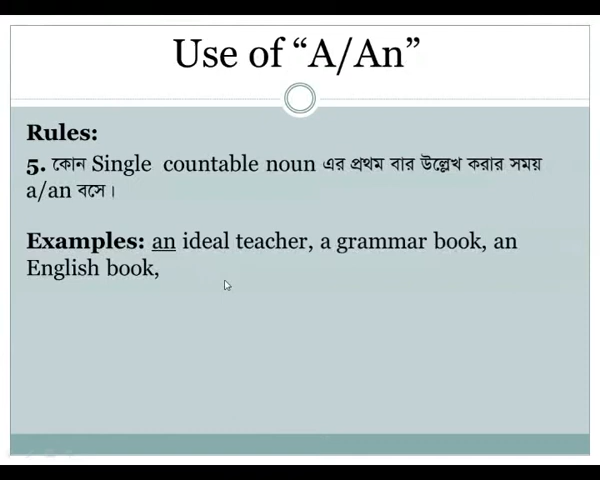 Use of “A/An”
Rules:
5. কোন Single countable noun এর প্রথম বার উল্লেখ করার সময়
a/an বসে।
Examples: an ideal teacher, a grammar book, an
English book,